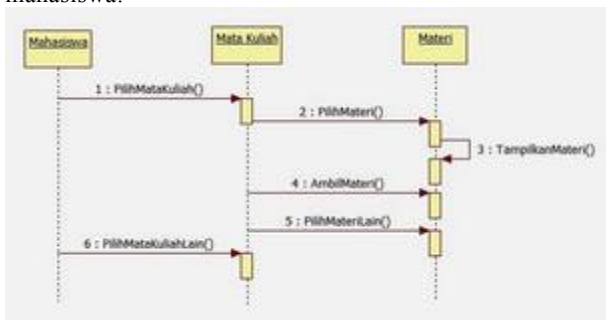 mahasiswa.
Mahasiswa
Mata Kuliah
Materi
1 : PilihMataKuliah()
2 : PilihMateri()
3 : TampilkanMateri()
4 : AmbilMateri()
5 : PilihMateriLain()
6 : PilihMataKuliahLain()